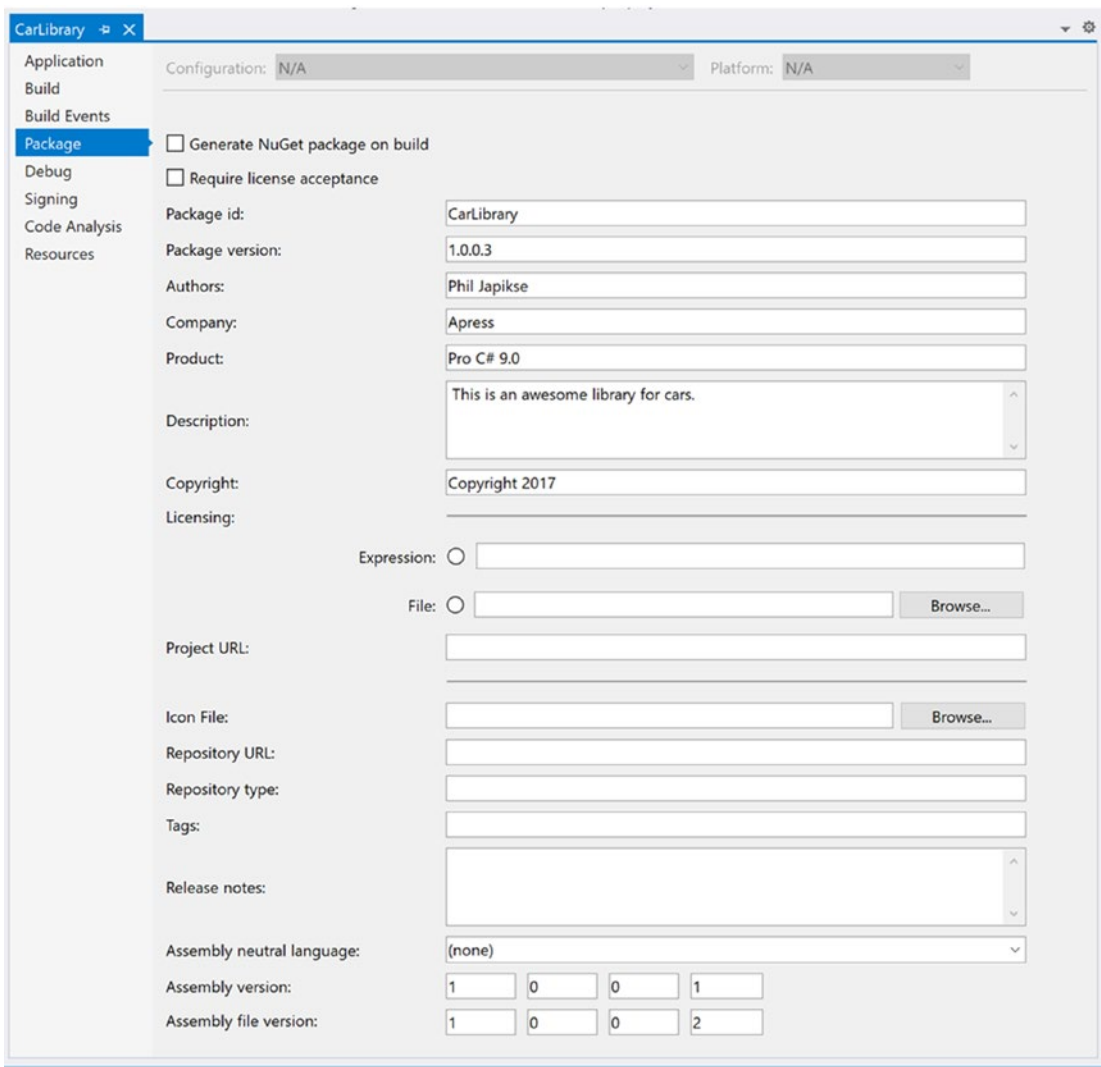 CarLibrary
Application
Build
Build Events
Package
Debug
Signing
Code Analysis
Resources
Configuration: N/A Platform: N/A
Generate NuGet package on build
Require license acceptance
Package id: CarLibrary
Package version: 1.0.0.3
Authors: Phil Japikse
Company: Apress
Product: Pro C# 9.0
Description: This is an awesome library for cars.
Copyright: Copyright 2017
Licensing:
Expression:
File: Browse...
Project URL:
Icon File: Browse...
Repository URL:
Repository type:
Tags:
Release notes:
Assembly neutral language: (none)
Assembly version: 1 0 0 1
Assembly file version: 1 0 0 2